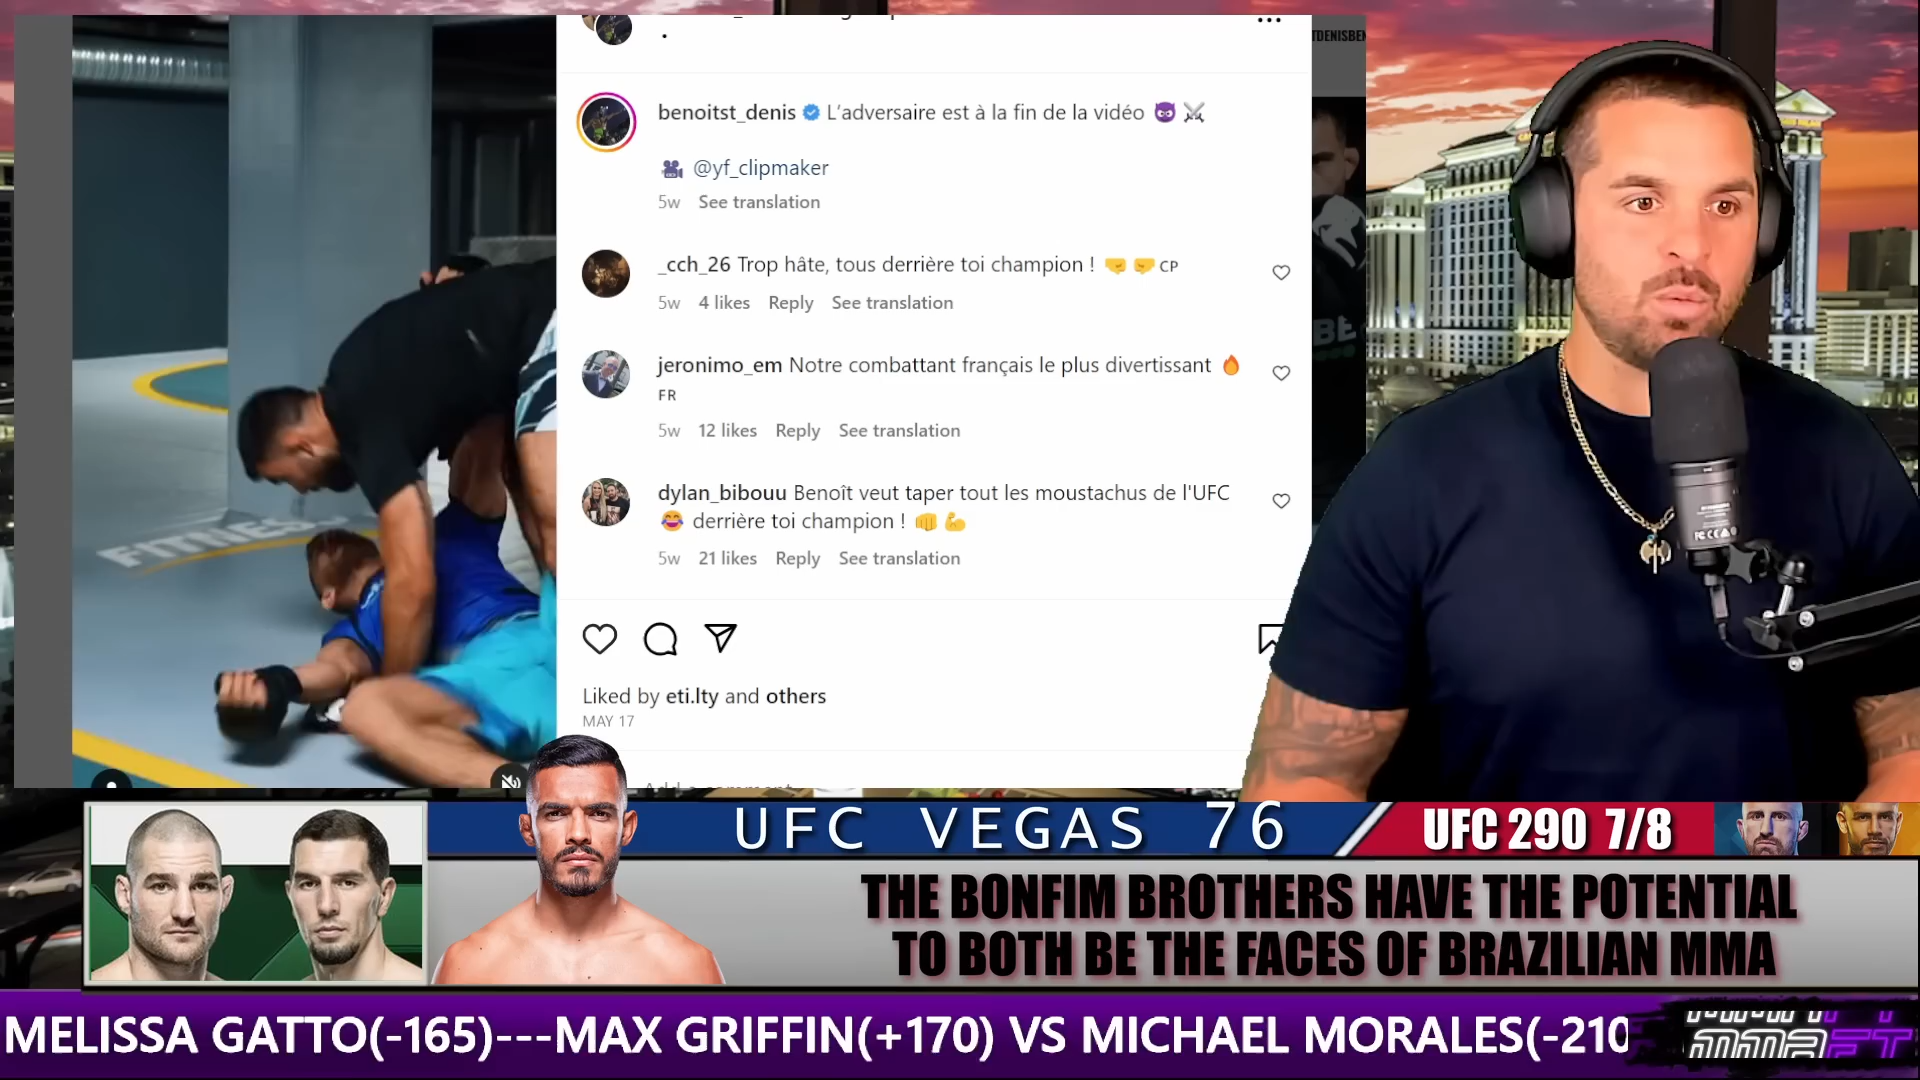 benoitst_denis L'adversaire est à la fin de la vidéo
@yf_clipmaker
5w See translation
_cch_26 Trop hâte, tous derrière toi champion ! CP
5w 4 likes Reply See translation
jeronimo_em Notre combattant français le plus divertissant
FR
5w 12 likes Reply See translation
dylan_bibouu Benoît veut taper tout les moustachus de l'UFC
derrière toi champion !
5w 21 likes Reply See translation
Liked by eti.lty and others
MAY 17
FITNESS
UFC VEGAS 76
UFC 290 7/8
THE BONFIM BROTHERS HAVE THE POTENTIAL
TO BOTH BE THE FACES OF BRAZILIAN MMA
MELISSA GATTO(-165)---MAX GRIFFIN(+170) VS MICHAEL MORALES(-210